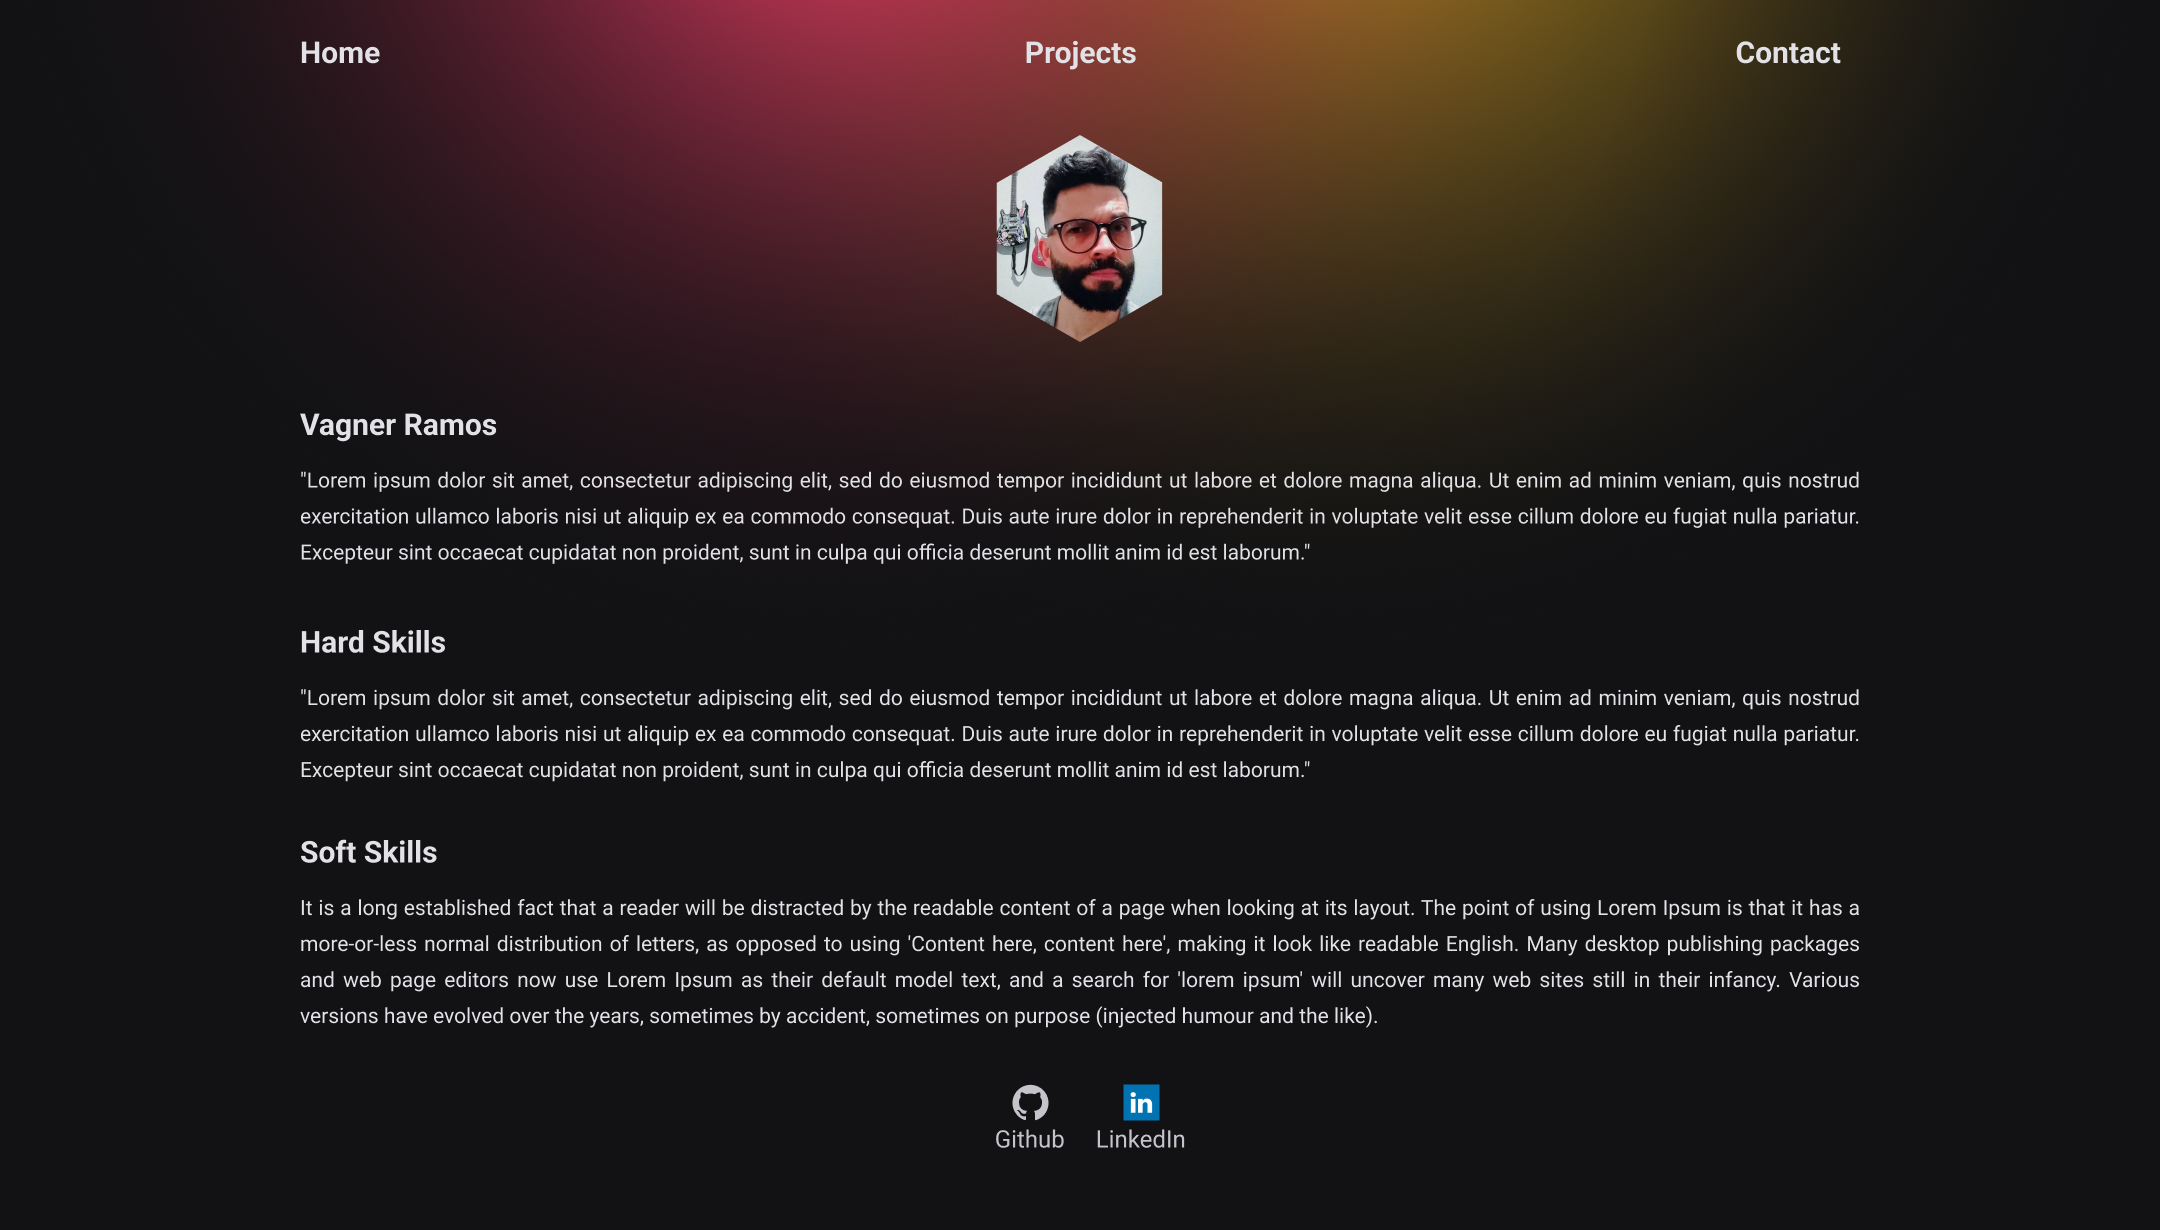 Home Projects Contact
Vagner Ramos
"Lorem ipsum dolor sit amet, consectetur adipiscing elit, sed do eiusmod tempor incididunt ut labore et dolore magna aliqua. Ut enim ad minim veniam, quis nostrud
exercitation ullamco laboris nisi ut aliquip ex ea commodo consequat. Duis aute irure dolor in reprehenderit in voluptate velit esse cillum dolore eu fugiat nulla pariatur.
Excepteur sint occaecat cupidatat non proident, sunt in culpa qui officia deserunt mollit anim id est laborum."
Hard Skills
"Lorem ipsum dolor sit amet, consectetur adipiscing elit, sed do eiusmod tempor incididunt ut labore et dolore magna aliqua. Ut enim ad minim veniam, quis nostrud
exercitation ullamco laboris nisi ut aliquip ex ea commodo consequat. Duis aute irure dolor in reprehenderit in voluptate velit esse cillum dolore eu fugiat nulla pariatur.
Excepteur sint occaecat cupidatat non proident, sunt in culpa qui officia deserunt mollit anim id est laborum."
Soft Skills
It is a long established fact that a reader will be distracted by the readable content of a page when looking at its layout. The point of using Lorem Ipsum is that it has a
more-or-less normal distribution of letters, as opposed to using 'Content here, content here', making it look like readable English. Many desktop publishing packages
and web page editors now use Lorem Ipsum as their default model text, and a search for 'lorem ipsum' will uncover many web sites still in their infancy. Various
versions have evolved over the years, sometimes by accident, sometimes on purpose (injected humour and the like).
in
Github LinkedIn